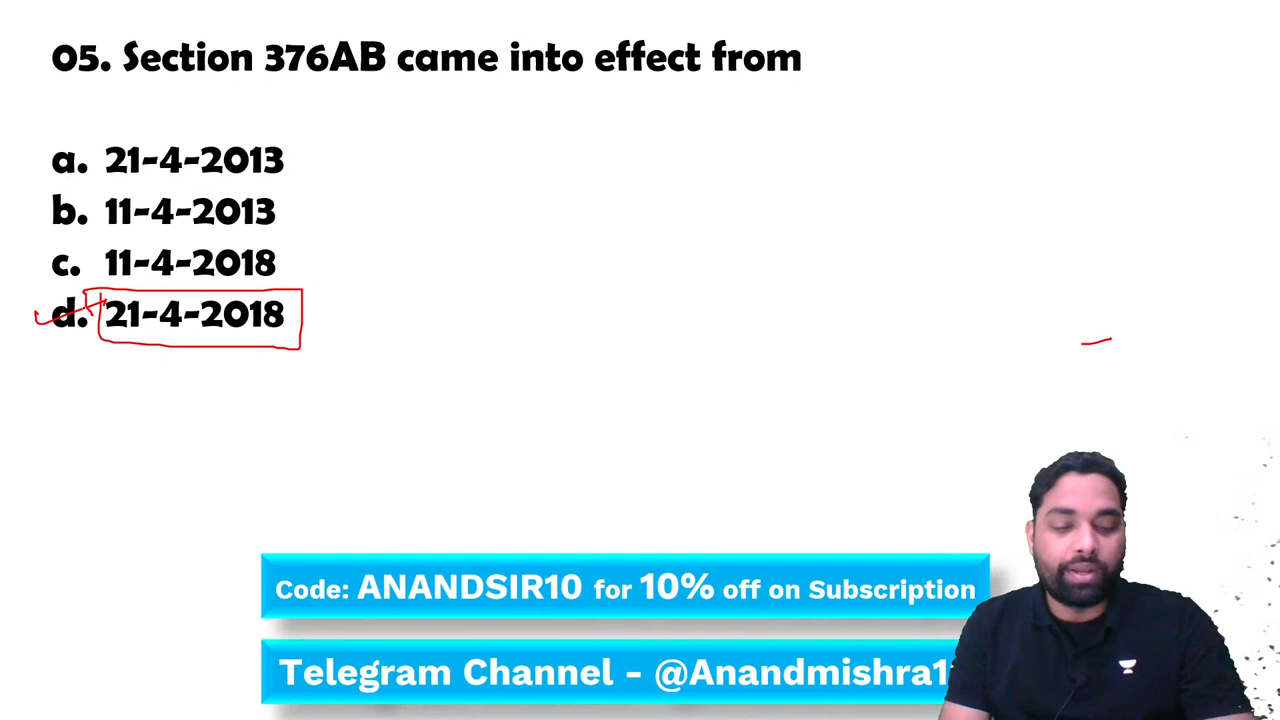 05. Section 376AB came into effect from
a. 21-4-2013
b. 11-4-2013
c. 11-4-2018
d. 21-4-2018
Code: ANANDSIR10 for 10% off on Subscription
Telegram Channel - @Anandmishra1